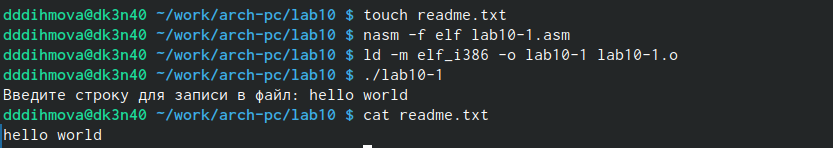 dddihmova@dk3n40 ~/work/arch-pc/lab10 $ touch readme.txt
dddihmova@dk3n40 ~/work/arch-pc/lab10 $ nasm -f elf lab10-1.asm
dddihmova@dk3n40 ~/work/arch-pc/lab10 $ ld -m elf_i386 -o lab10-1 lab10-1.o
dddihmova@dk3n40 ~/work/arch-pc/lab10 $ ./lab10-1
Введите строку для записи в файл: hello world
dddihmova@dk3n40 ~/work/arch-pc/lab10 $ cat readme.txt
hello world